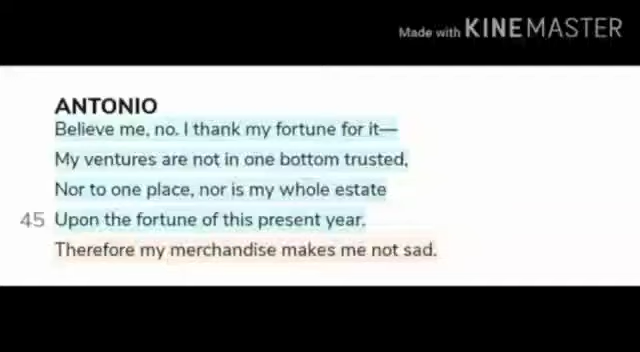 Made with KINEMASTER
ANTONIO
Believe me, no. I thank my fortune for it—
My ventures are not in one bottom trusted,
Nor to one place, nor is my whole estate
45 Upon the fortune of this present year.
Therefore my merchandise makes me not sad.